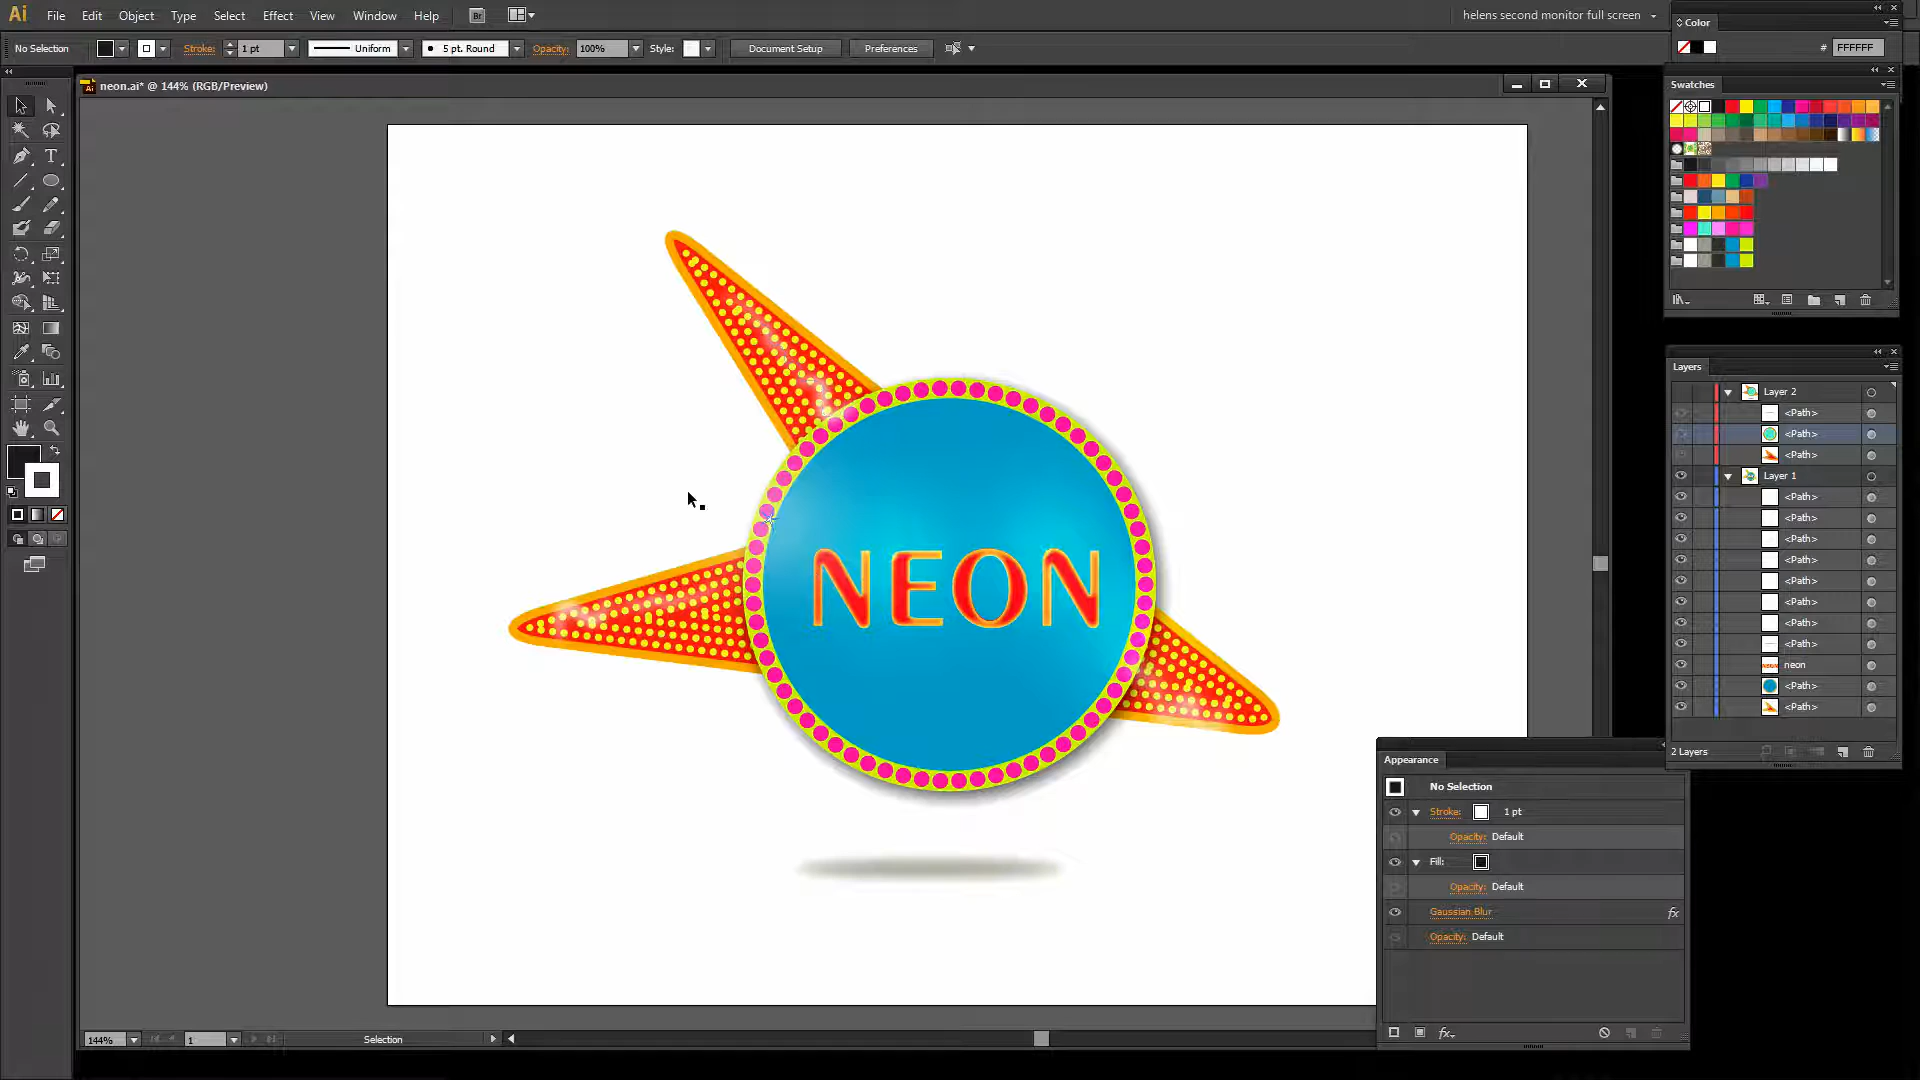 Ai File Edit Object Type Select Effect View Window Help Br helens second monitor full screen
Color
No Selection Stroke: 1 pt Uniform 5 pt. Round Opacity: 100% Style: Document Setup Preferences
# FFFFFF
neon.ai* @ 144% (RGB/Preview)
Swatches
Layers
Layer 2
<Path>
<Path>
<Path>
Layer 1
<Path>
<Path>
<Path>
<Path>
<Path>
<Path>
<Path>
<Path>
neon
<Path>
<Path>
2 Layers
NEON
Appearance
No Selection
Stroke: 1 pt
Opacity: Default
Fill:
Opacity: Default
Gaussian Blur fx
Opacity: Default
fx
144% 1 Selection